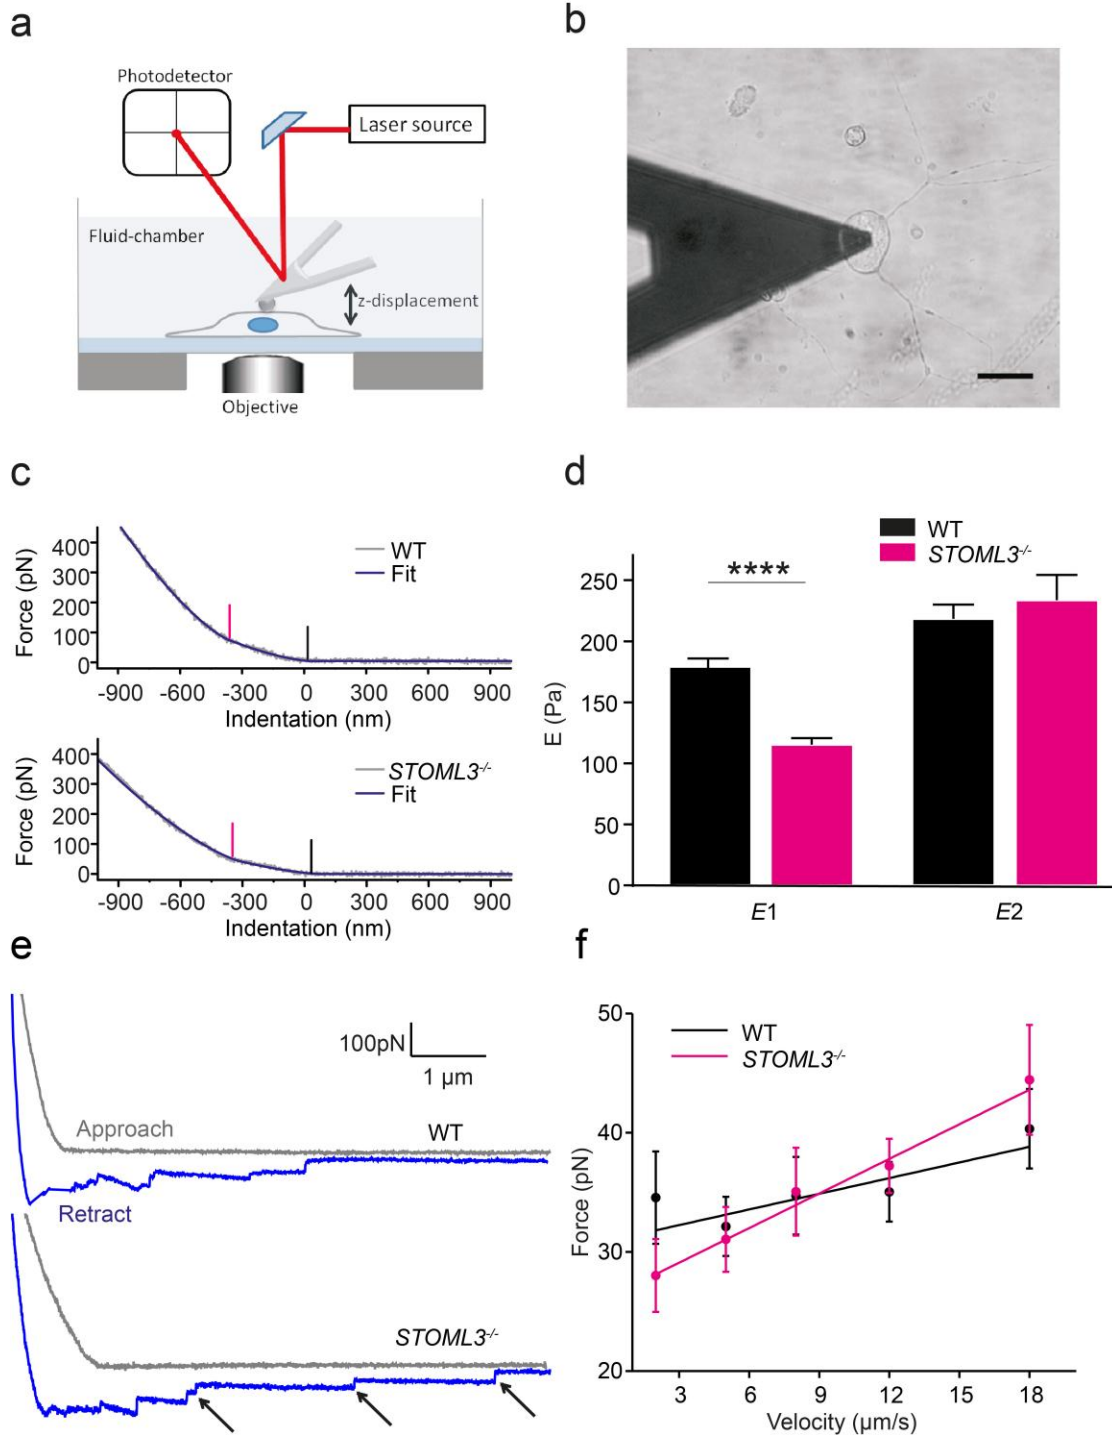 a
Photodetector
Laser source
Fluid-chamber
z-displacement
Objective
b
c
Force (pN)
400
300
200
100
0
WT
Fit
-900 -600 -300 0 300 600 900
Indentation (nm)
Force (pN)
400
300
200
100
0
STOML3-/-
Fit
-900 -600 -300 0 300 600 900
Indentation (nm)
d
WT
STOML3-/-
****
E (Pa)
250
200
150
100
50
0
E1 E2
e
100pN
1 µm
Approach
WT
Retract
STOML3-/-
f
WT
STOML3-/-
Force (pN)
50
40
30
20
3 6 9 12 15 18
Velocity (µm/s)